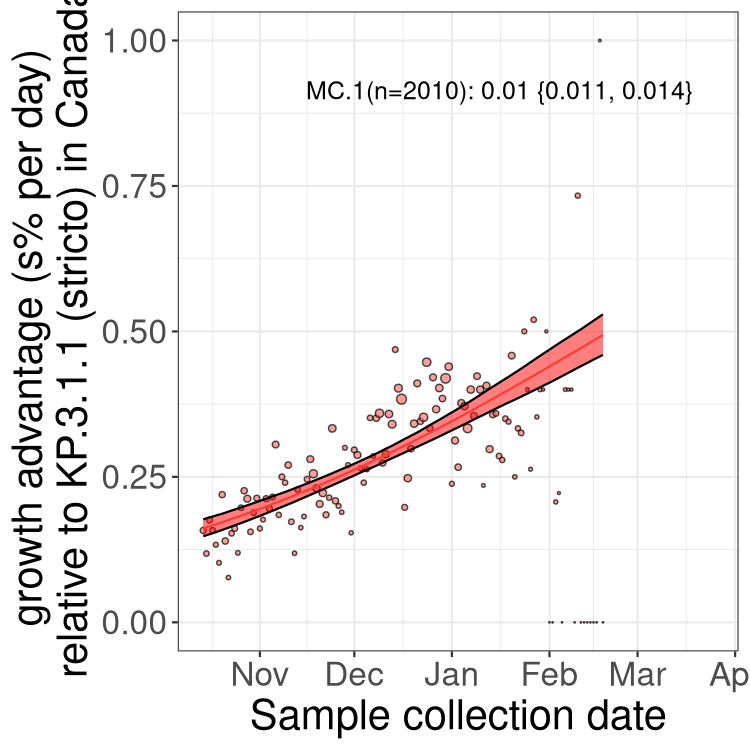 growth advantage (s% per day)
relative to KP.3.1.1 (stricto) in Canada
1.00
0.75
0.50
0.25
0.00
MC.1(n=2010): 0.01 {0.011, 0.014}
Nov Dec Jan Feb Mar Ap
Sample collection date